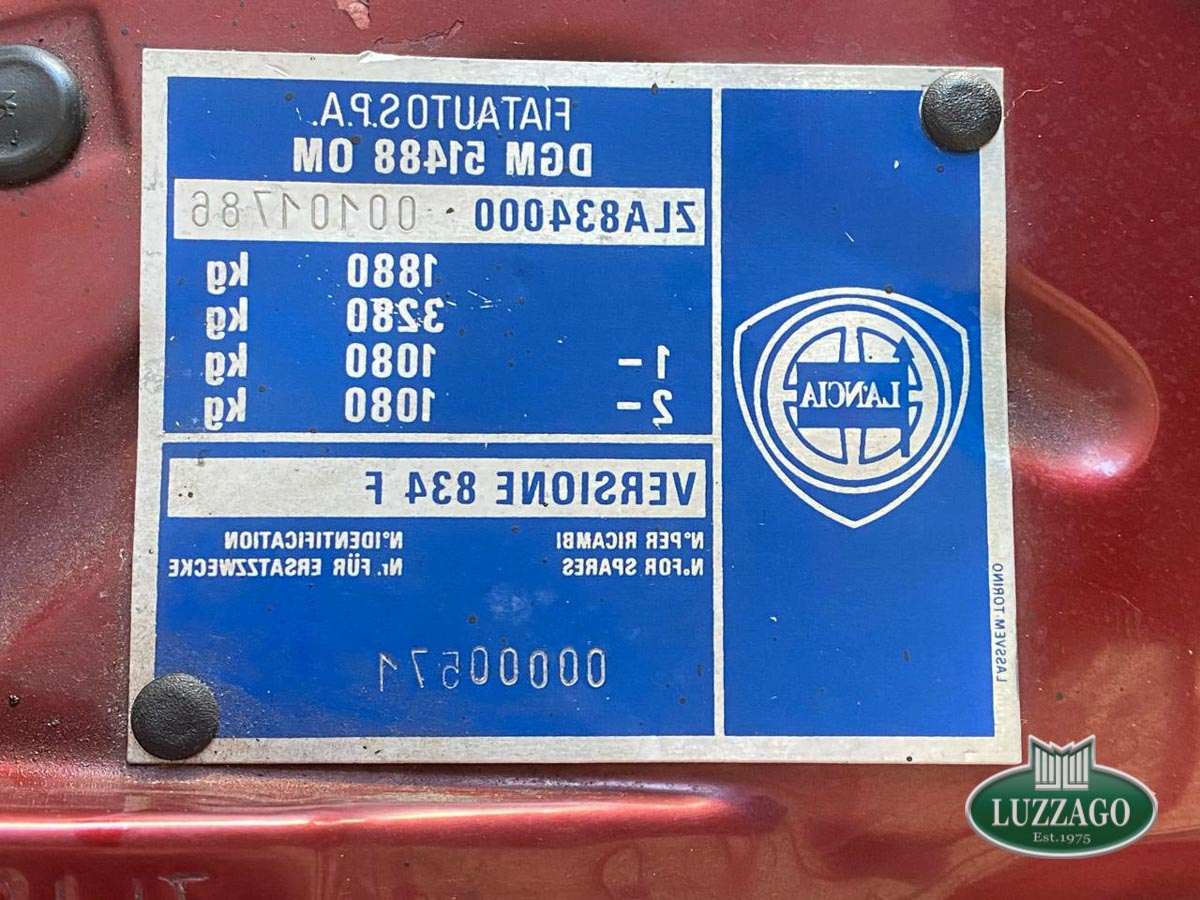 FIATAUTO S.P.A.
DGM 51488 OM
ZLA834000 · 00101786
1880 kg
3280 kg
1- 1080 kg
2- 1080 kg
LANCIA
VERSIONE 834 F
N°PER RICAMBI N°IDENTIFICATION
N.FOR SPARES Nr. FÜR ERSATZZWECKE
00000571
LASSVEM.TORINO
LUZZAGO
Est.1975